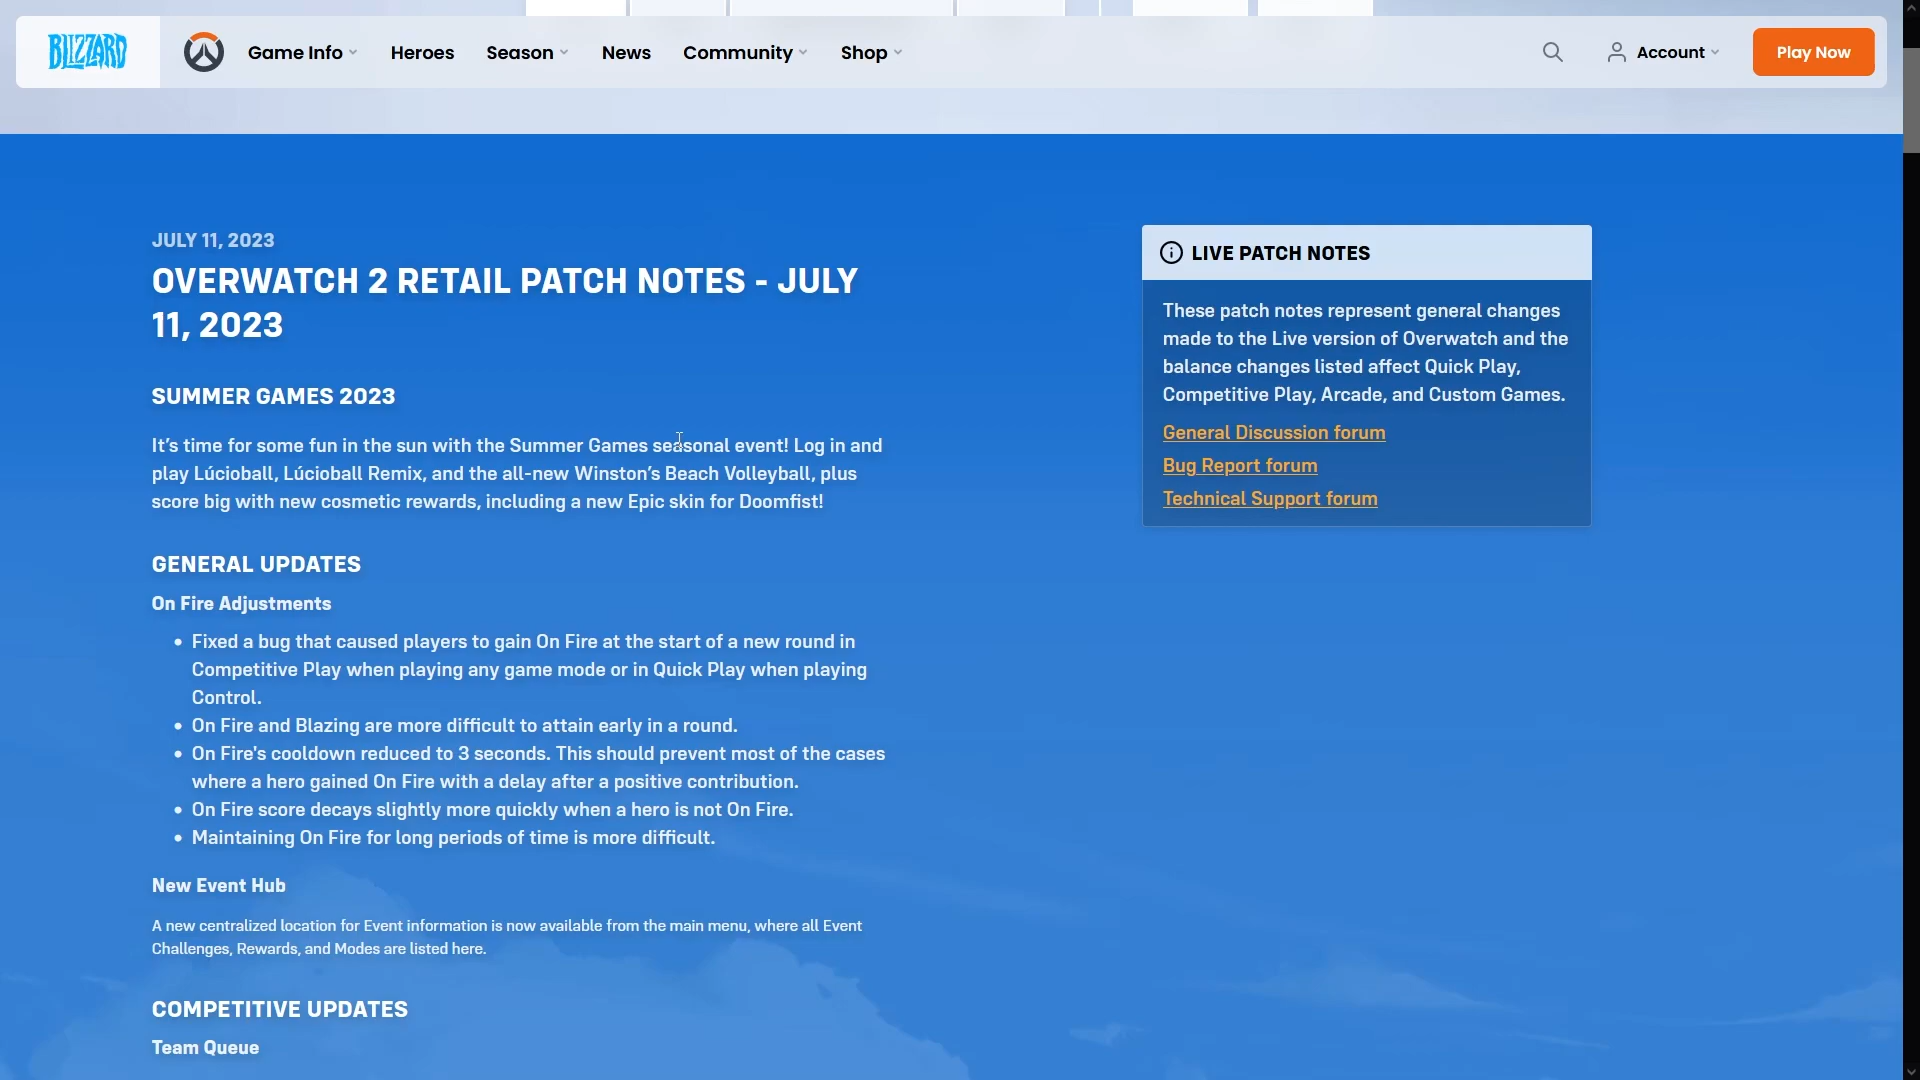 BLIZZARD
Game Info
Heroes
Season
News
Community
Shop
Account
Play Now
JULY 11, 2023
OVERWATCH 2 RETAIL PATCH NOTES - JULY
11, 2023
SUMMER GAMES 2023
It’s time for some fun in the sun with the Summer Games seasonal event! Log in and
play Lúcioball, Lúcioball Remix, and the all-new Winston’s Beach Volleyball, plus
score big with new cosmetic rewards, including a new Epic skin for Doomfist!
GENERAL UPDATES
On Fire Adjustments
• Fixed a bug that caused players to gain On Fire at the start of a new round in
Competitive Play when playing any game mode or in Quick Play when playing
Control.
• On Fire and Blazing are more difficult to attain early in a round.
• On Fire's cooldown reduced to 3 seconds. This should prevent most of the cases
where a hero gained On Fire with a delay after a positive contribution.
• On Fire score decays slightly more quickly when a hero is not On Fire.
• Maintaining On Fire for long periods of time is more difficult.
New Event Hub
A new centralized location for Event information is now available from the main menu, where all Event
Challenges, Rewards, and Modes are listed here.
COMPETITIVE UPDATES
Team Queue
LIVE PATCH NOTES
These patch notes represent general changes
made to the Live version of Overwatch and the
balance changes listed affect Quick Play,
Competitive Play, Arcade, and Custom Games.
General Discussion forum
Bug Report forum
Technical Support forum